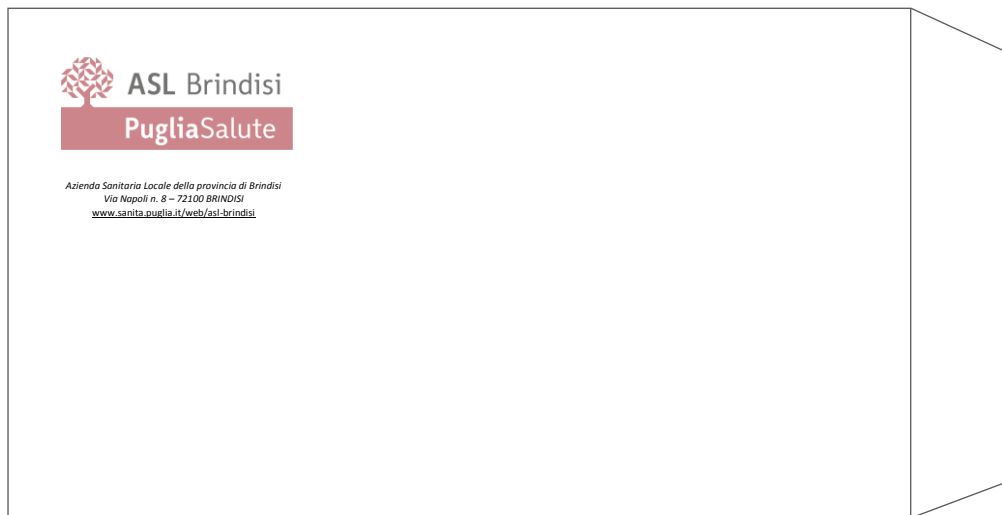 ASL Brindisi
PugliaSalute
Azienda Sanitaria Locale della provincia di Brindisi
Via Napoli n. 8 – 72100 BRINDISI
www.sanita.puglia.it/web/asl-brindisi